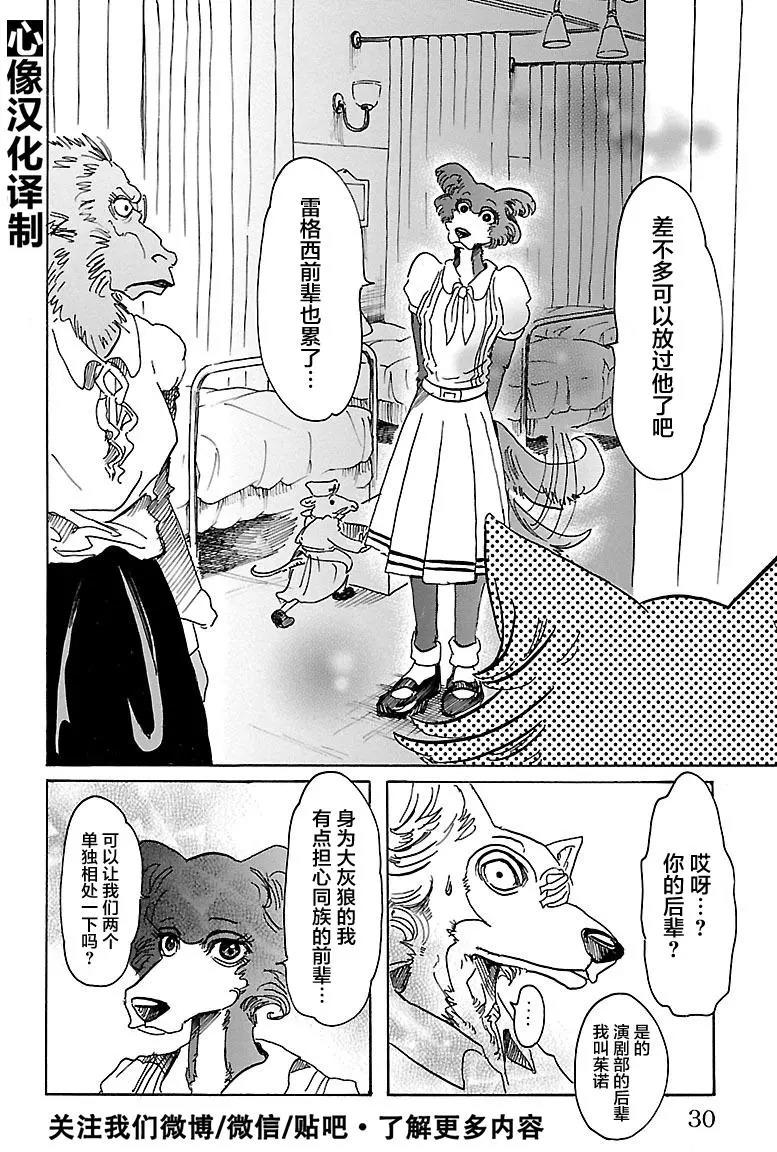 心像汉化译制
差不多可以放过他了吧
雷格西前辈也累了…
哎呀…?
你的后辈?
…
是的
演剧部的后辈
我叫茱诺
身为大灰狼的我
有点担心同族的前辈…
可以让我们两个
单独相处一下吗?
关注我们微博/微信/贴吧·了解更多内容
30